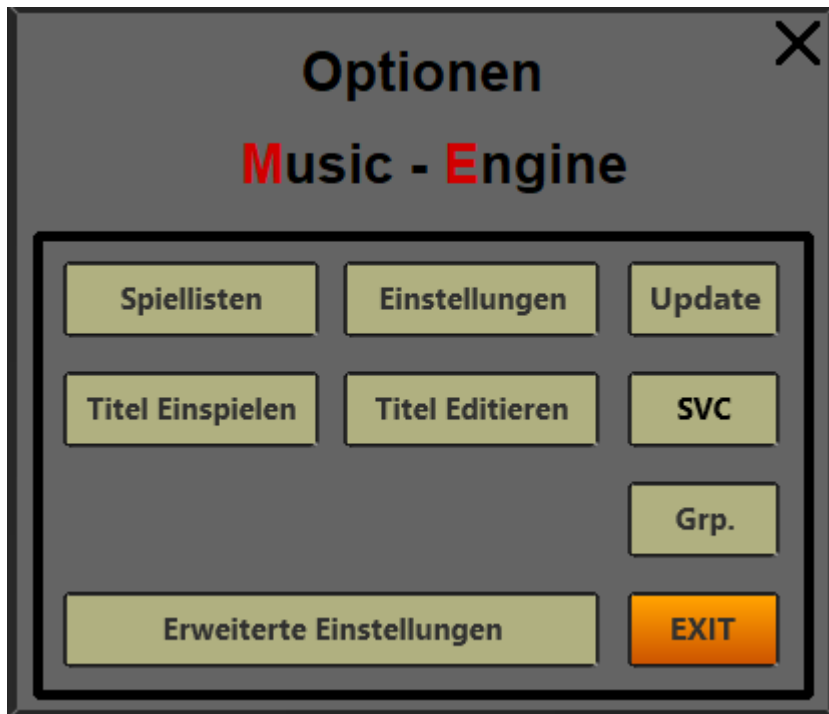 Optionen
Music - Engine
Spiellisten Einstellungen Update
Titel Einspielen Titel Editieren SVC
Grp.
Erweiterte Einstellungen EXIT